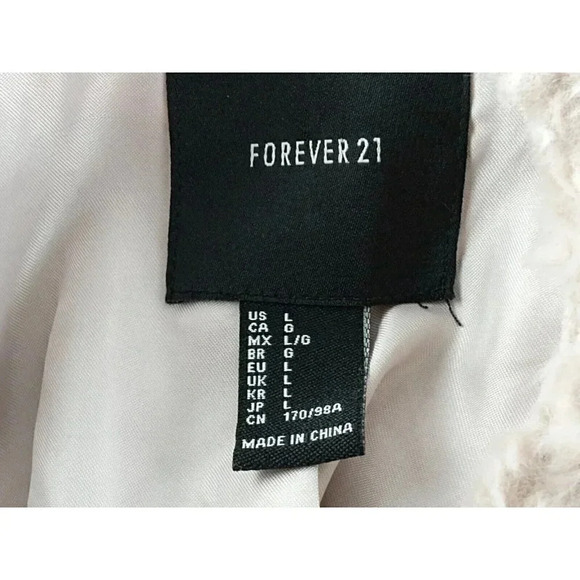 FOREVER 21
US L
CA G
MX L/G
BR G
EU L
UK L
KR L
JP L
CN 170/98A
MADE IN CHINA